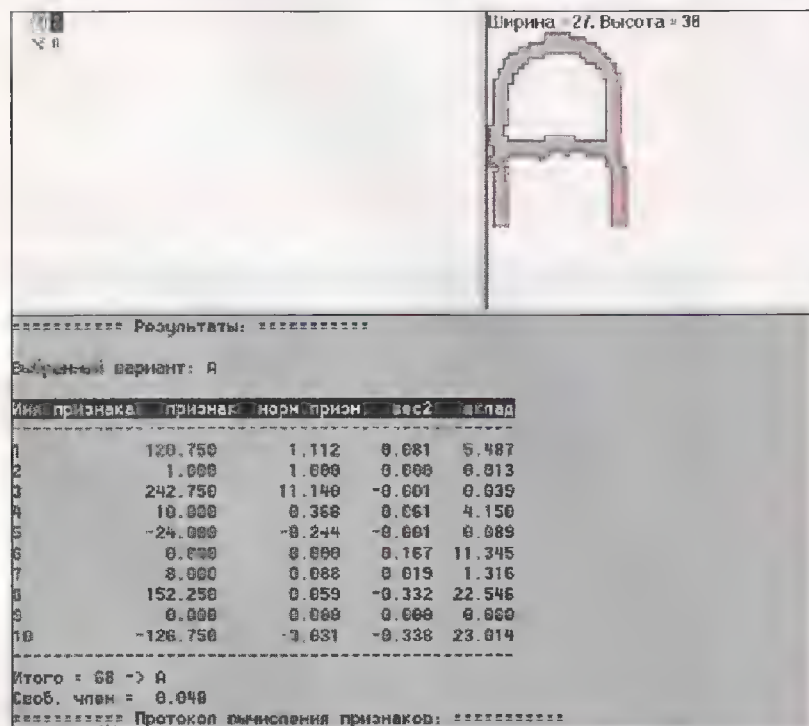 Ширина = 27. Высота = 38
А
=========== Результаты: ===========
Выбранный вариант: А
Имя признака признак норм призн. вес2 вклад
1 120.750 1.112 0.081 5.487
2 1.000 1.000 0.000 0.013
3 242.750 11.140 -0.001 0.039
4 10.000 0.368 0.061 4.150
5 -24.000 -0.244 -0.001 0.089
6 0.000 0.000 0.167 11.345
7 8.000 0.088 0.019 1.316
8 152.250 0.059 -0.332 22.546
9 0.000 0.000 0.000 0.000
10 -126.750 -0.338 23.014
Итого = 68 -> А
Своб. член = 0.040
=========== Протокол вычисления признаков: ===========